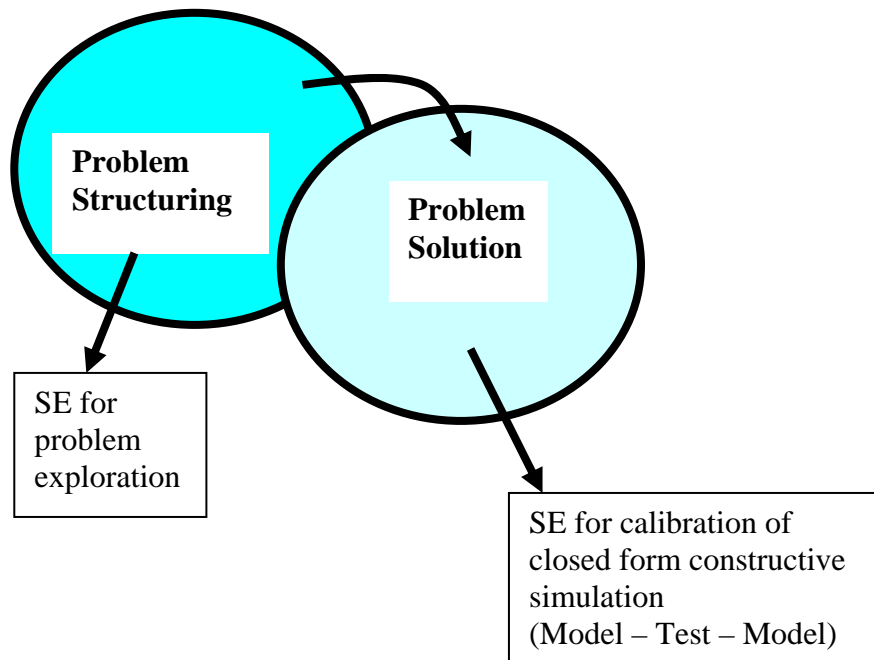 Problem
Structuring
Problem
Solution
SE for
problem
exploration
SE for calibration of
closed form constructive
simulation
(Model – Test – Model)